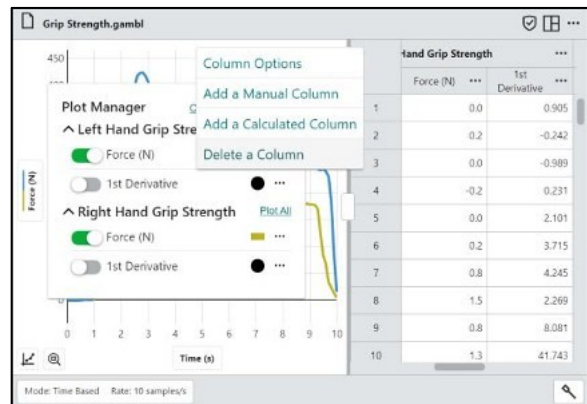 Grip Strength.gambl
450
Hand Grip Strength
Force (N)
1st Derivative
1 0.0 0.905
2 0.2 -0.242
3 0.0 -0.989
4 -0.2 0.231
5 0.0 2.101
6 0.2 3.715
7 0.8 4.245
8 1.5 2.269
9 0.8 8.081
10 1.3 41.743
Column Options
Add a Manual Column
Add a Calculated Column
Delete a Column
Plot Manager
Left Hand Grip Stre
Force (N)
1st Derivative
Right Hand Grip Strength Plot All
Force (N)
1st Derivative
Force (N)
0
0 1 2 3 4 5 6 7 8 9 10
Time (s)
Mode: Time Based Rate: 10 samples/s